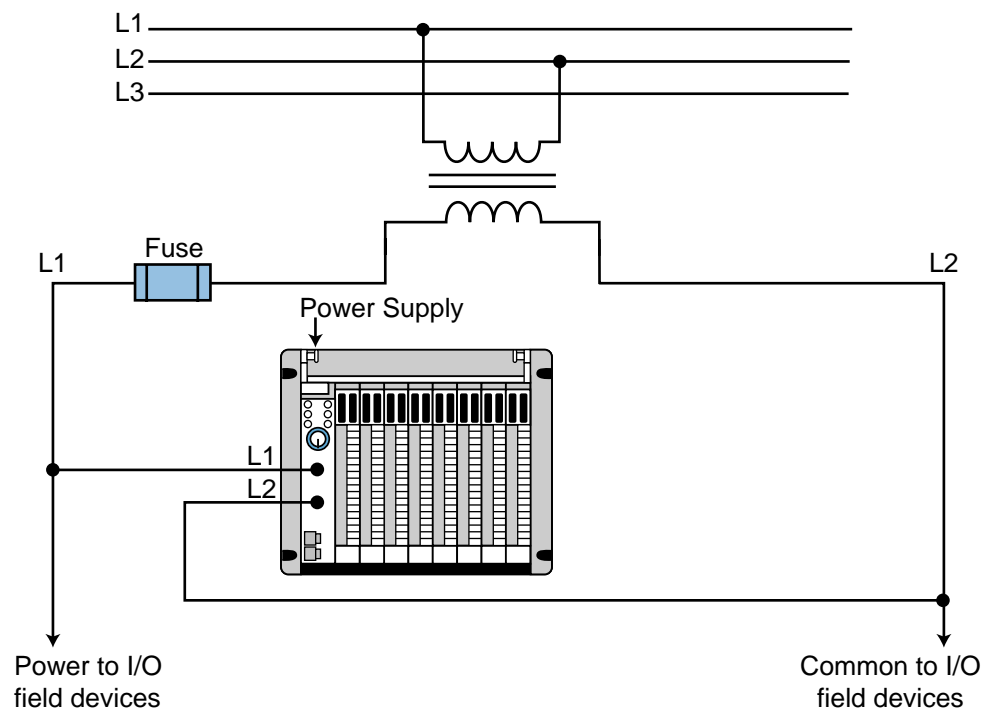 L1
L2
L3
L1
Fuse
L2
Power Supply
L1
L2
Power to I/O
field devices
Common to I/O
field devices